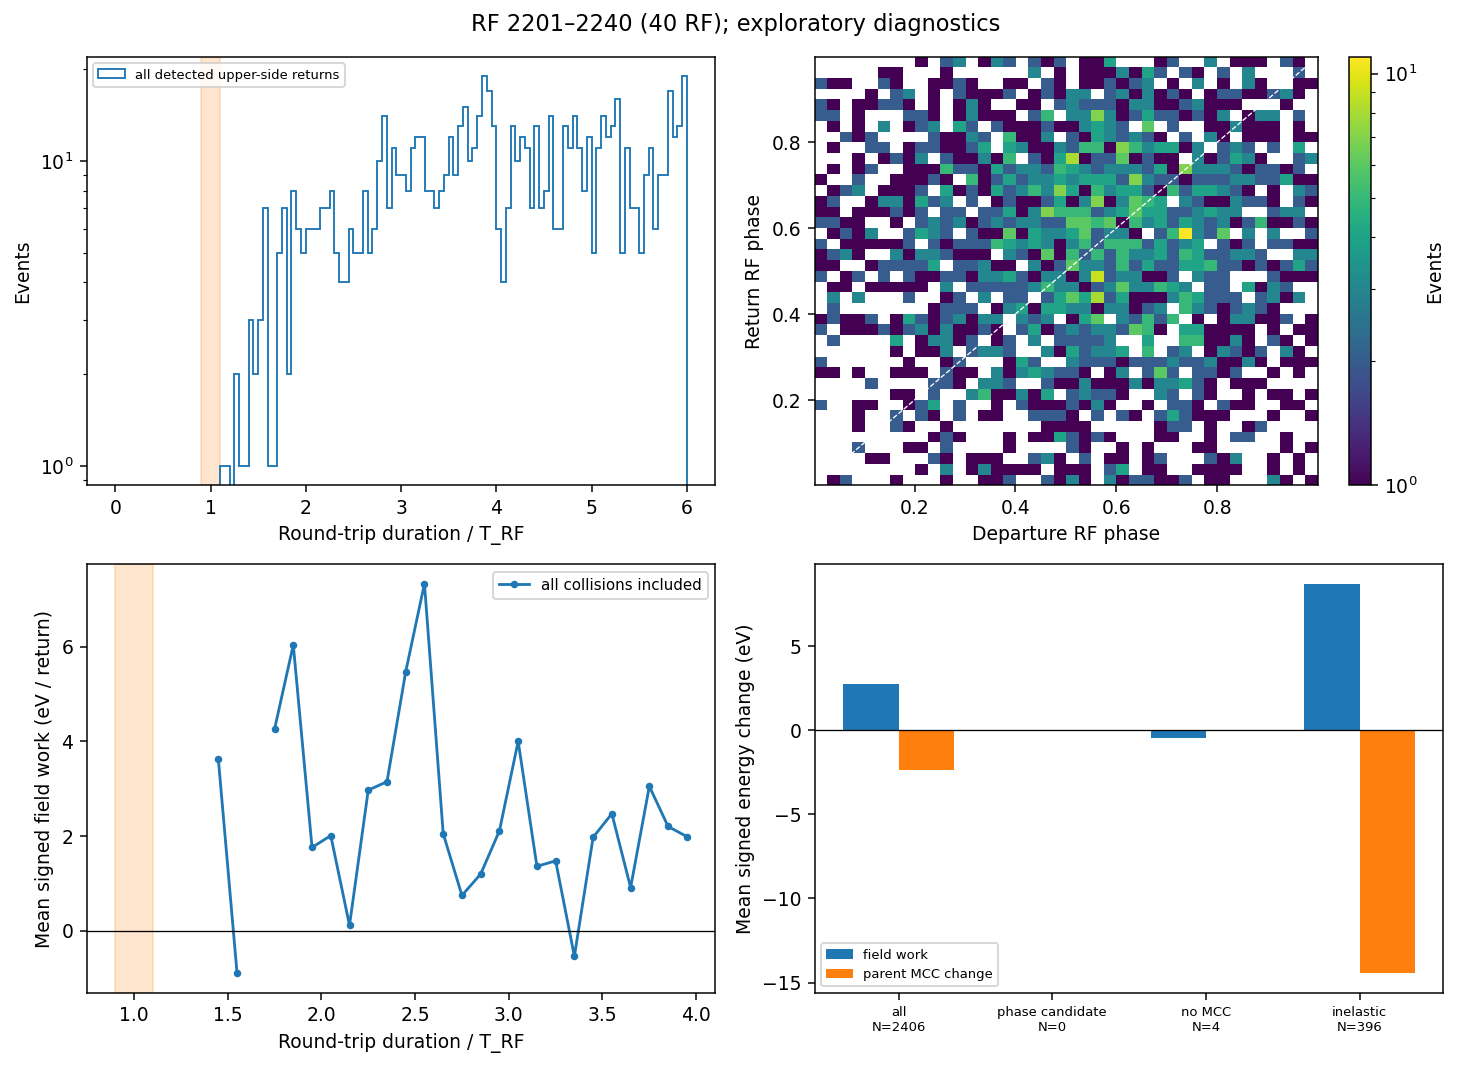 RF 2201–2240 (40 RF); exploratory diagnostics
all detected upper-side returns
Events
10¹
10⁰
0 1 2 3 4 5 6
Round-trip duration / T_RF
Return RF phase
0.8
0.6
0.4
0.2
0.2 0.4 0.6 0.8
Departure RF phase
10¹
10⁰
Events
all collisions included
Mean signed field work (eV / return)
6
4
2
0
1.0 1.5 2.0 2.5 3.0 3.5 4.0
Round-trip duration / T_RF
Mean signed energy change (eV)
5
0
−5
−10
−15
field work
parent MCC change
all
N=2406
phase candidate
N=0
no MCC
N=4
inelastic
N=396